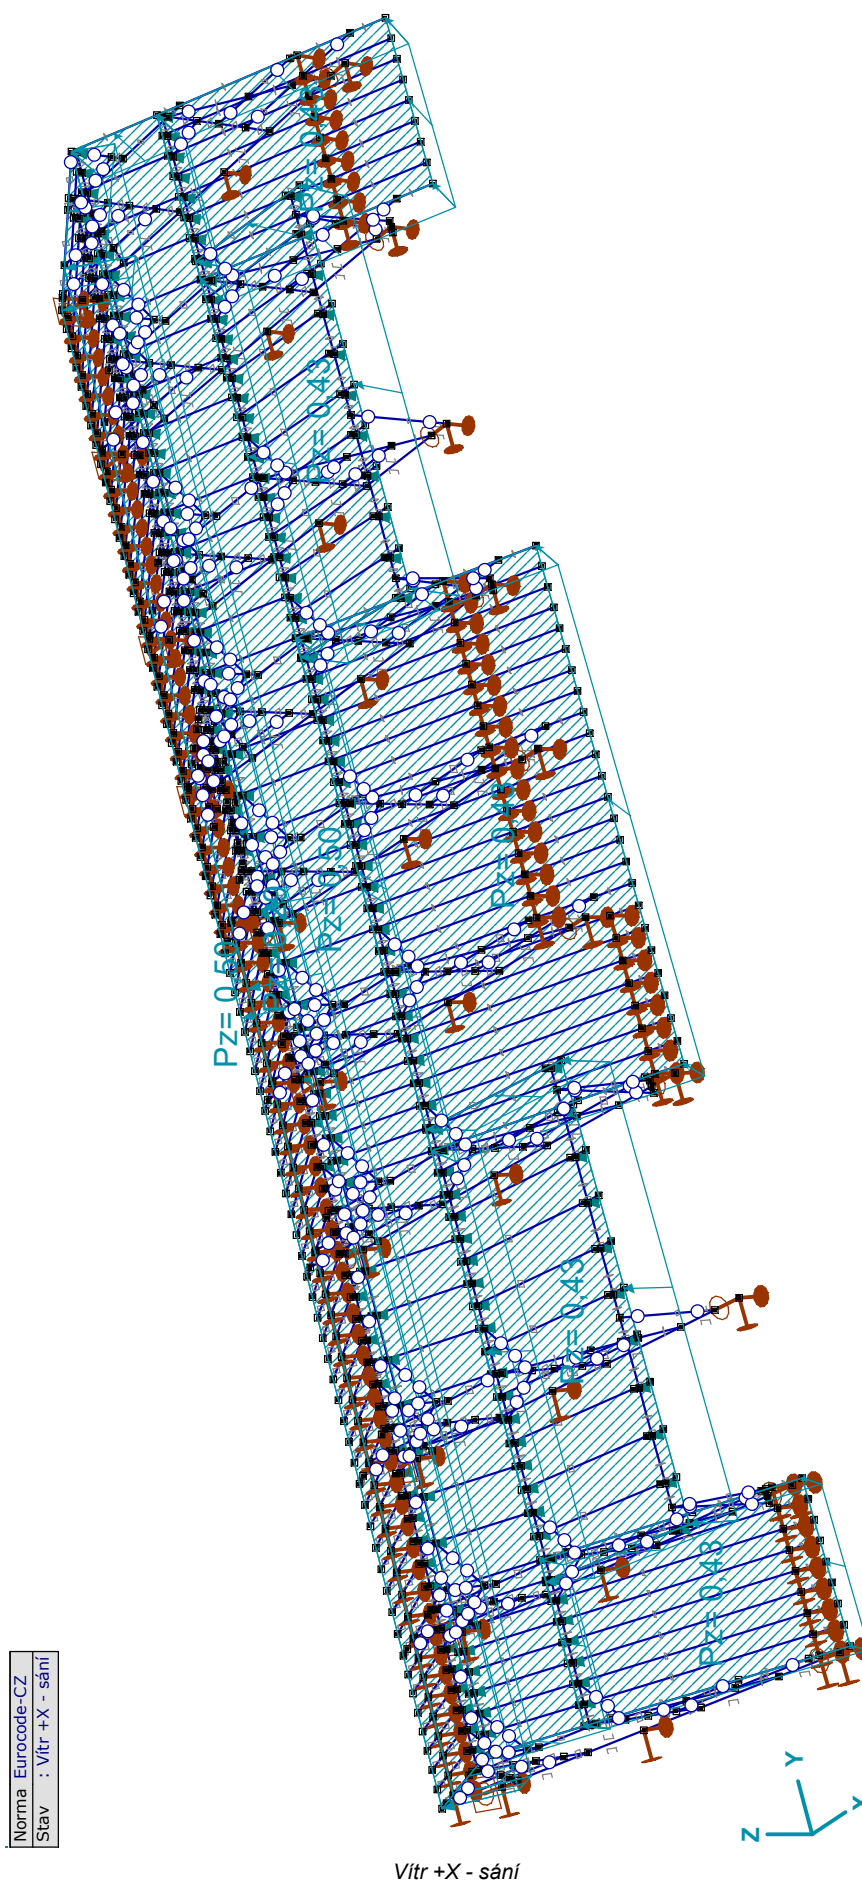 Pz= 0,43
Pz= 0,43
Pz= 0,43
Pz= 0,50
Pz= 0,50
Pz= 0,43
Pz= 0,43
Norma Eurocode-CZ
Stav : Vítr +X - sání
Z
Y
X
Vítr +X - sání